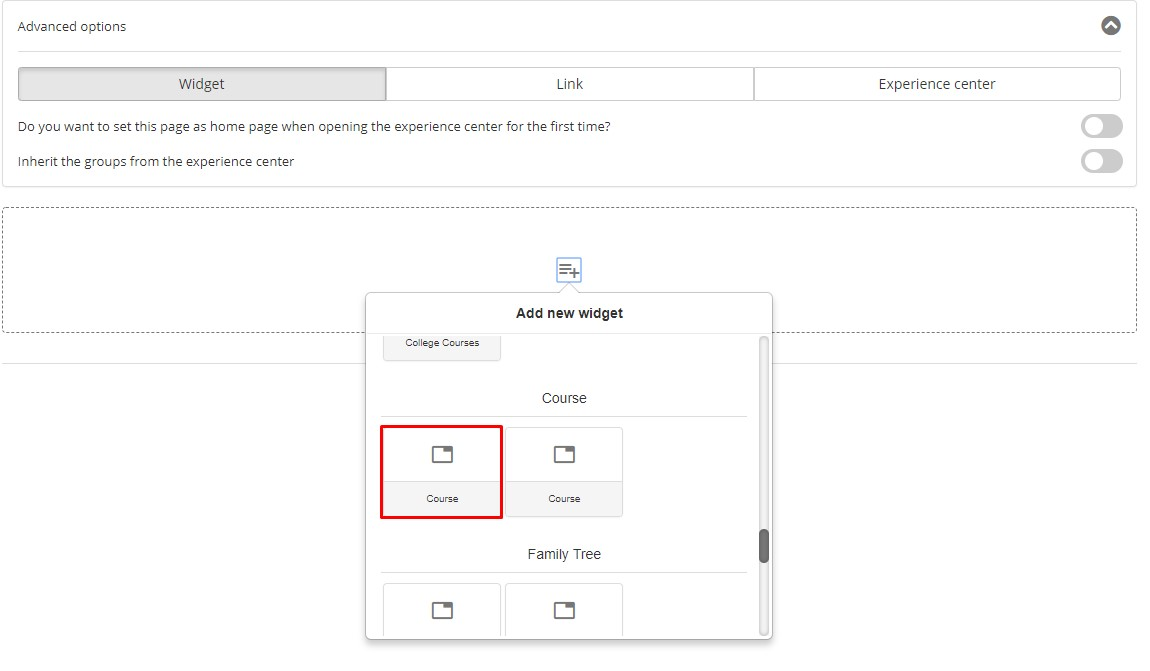 Advanced options
Widget
Link
Experience center
Do you want to set this page as home page when opening the experience center for the first time?
Inherit the groups from the experience center
Add new widget
College Courses
Course
Course
Course
Family Tree